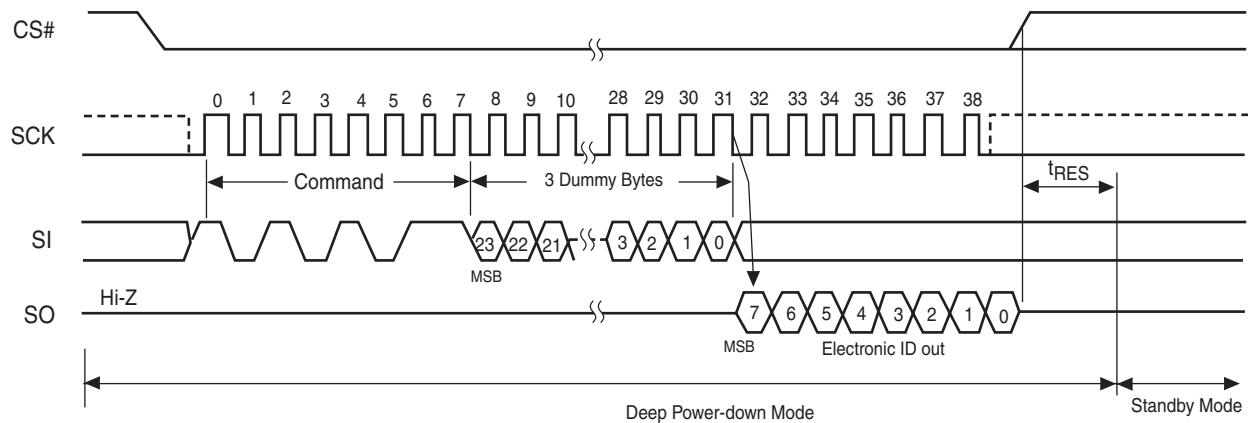 CS#
0 1 2 3 4 5 6 7 8 9 10 28 29 30 31 32 33 34 35 36 37 38
SCK
Command 3 Dummy Bytes tRES
SI 23 22 21 3 2 1 0
MSB
Hi-Z
SO 7 6 5 4 3 2 1 0
MSB Electronic ID out
Deep Power-down Mode Standby Mode